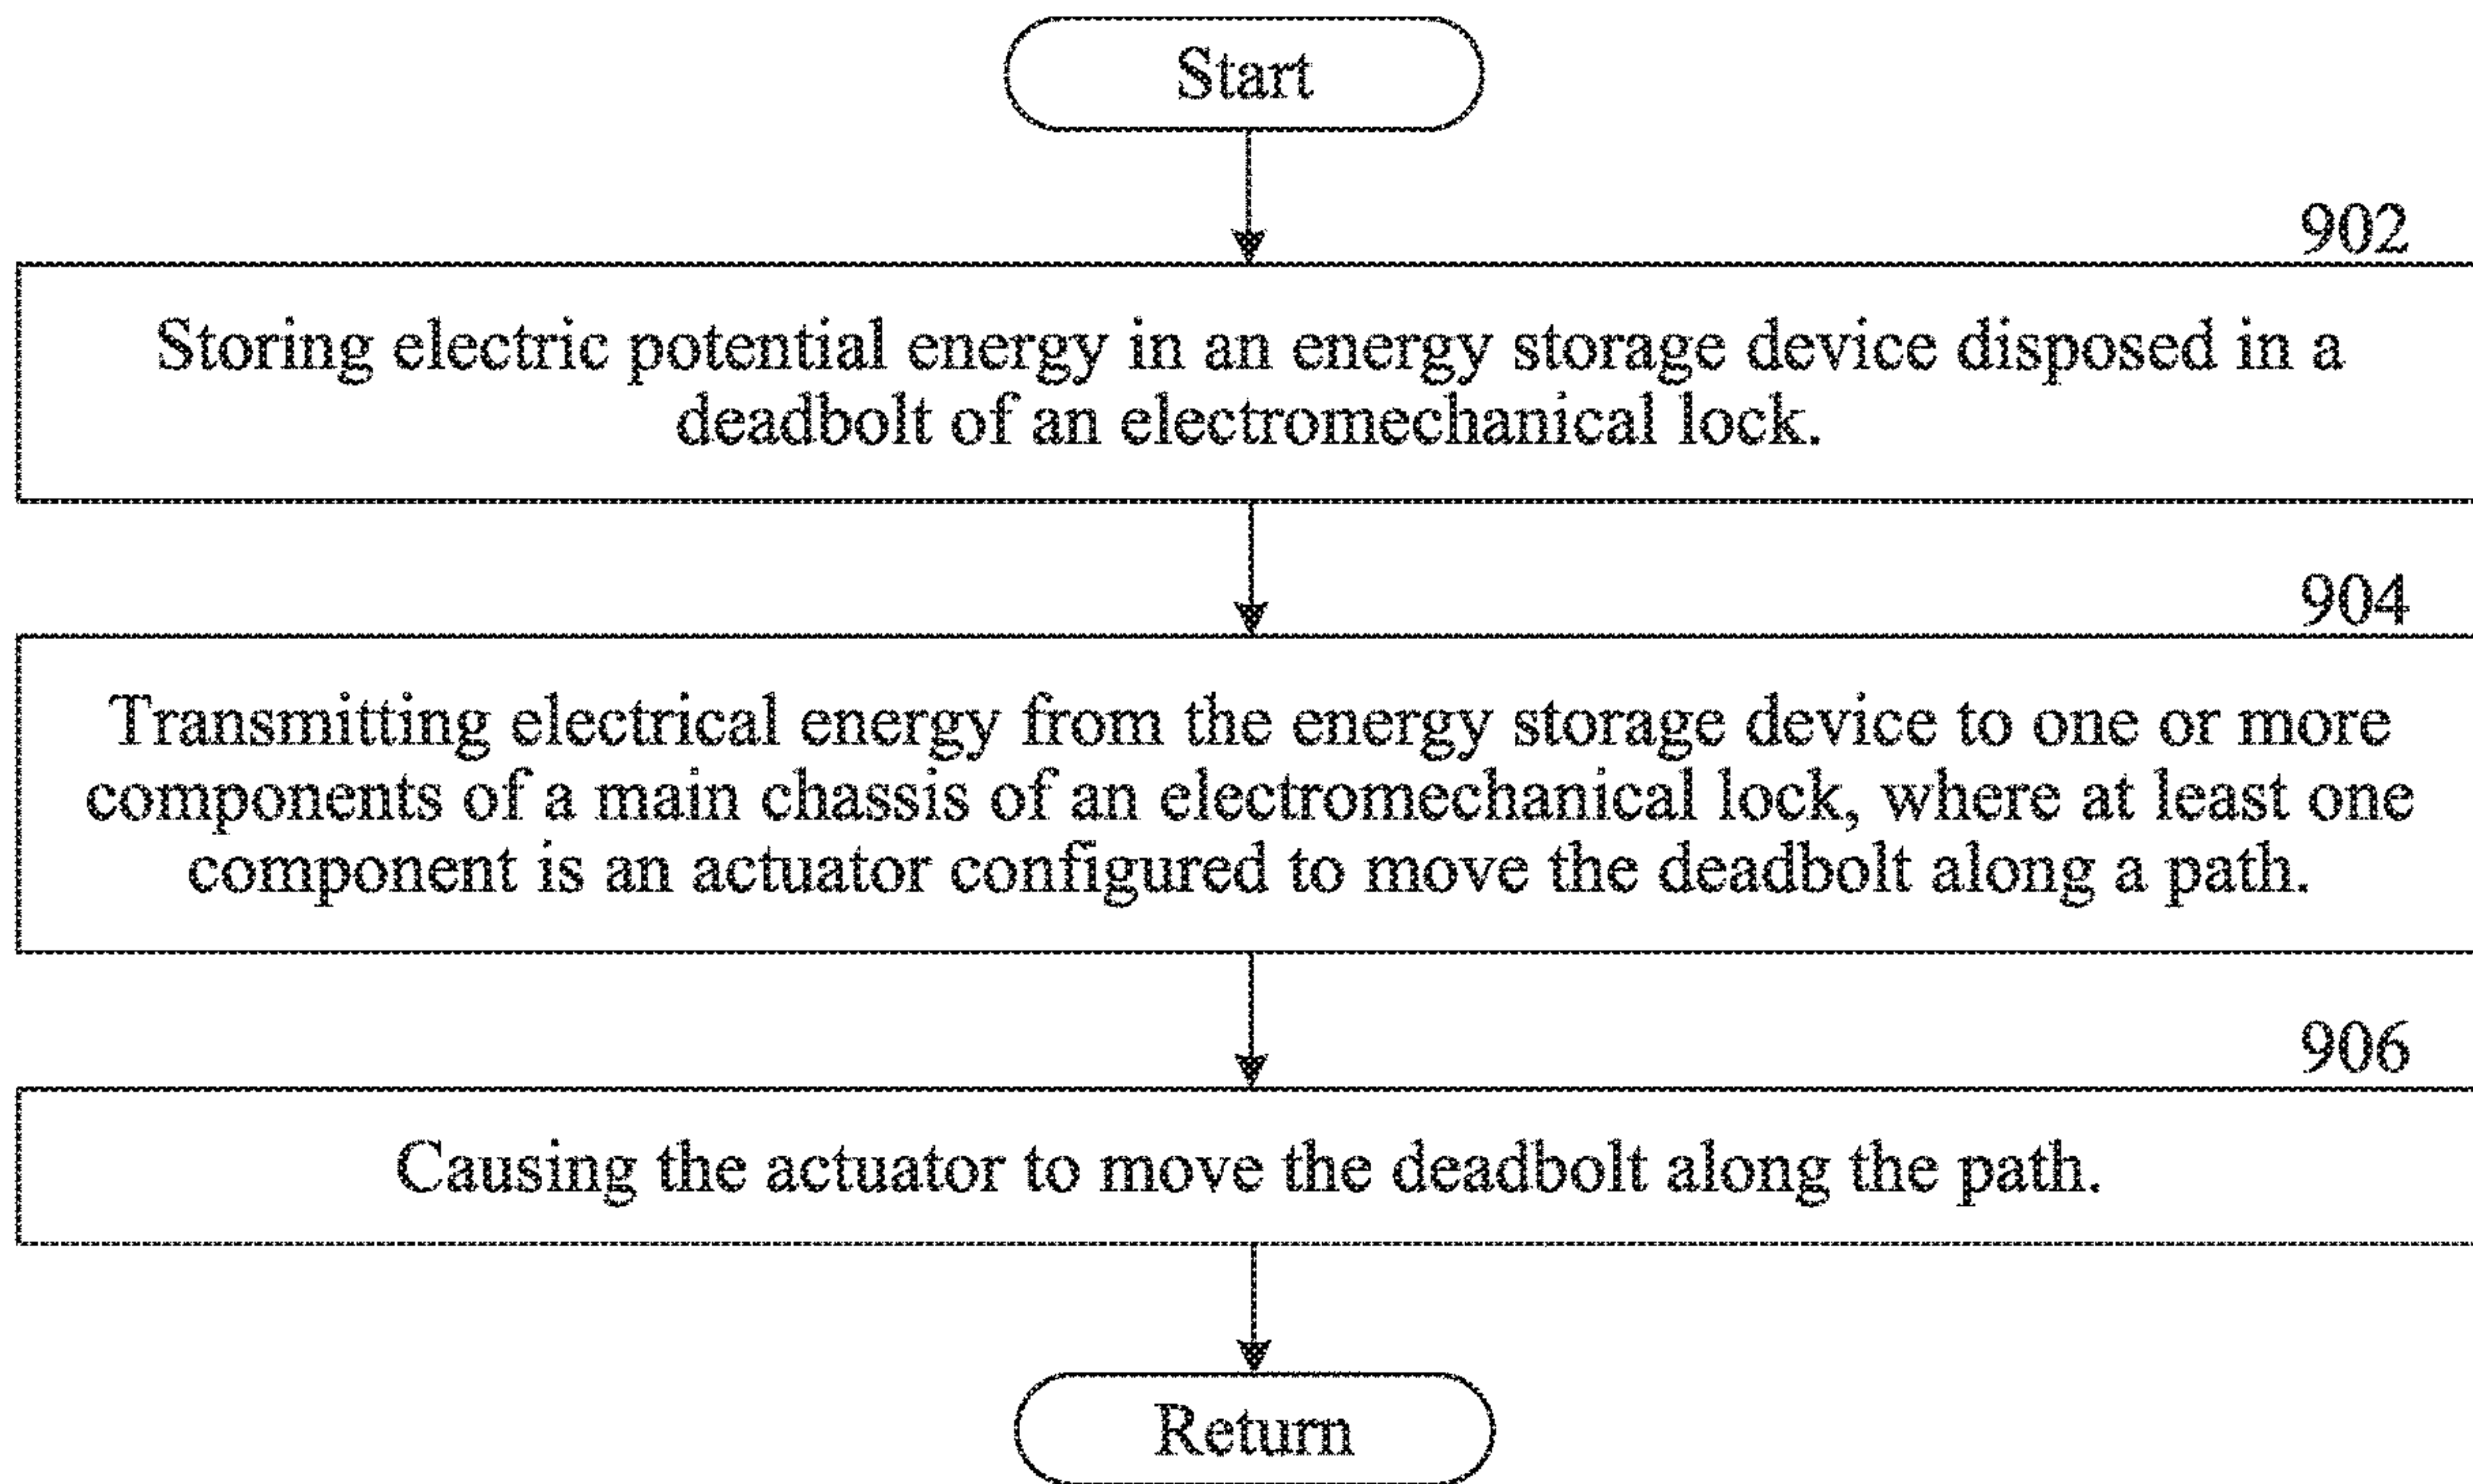 Start
902
Storing electric potential energy in an energy storage device disposed in a
deadbolt of an electromechanical lock.
904
Transmitting electrical energy from the energy storage device to one or more
components of a main chassis of an electromechanical lock, where at least one
component is an actuator configured to move the deadbolt along a path.
906
Causing the actuator to move the deadbolt along the path.
Return